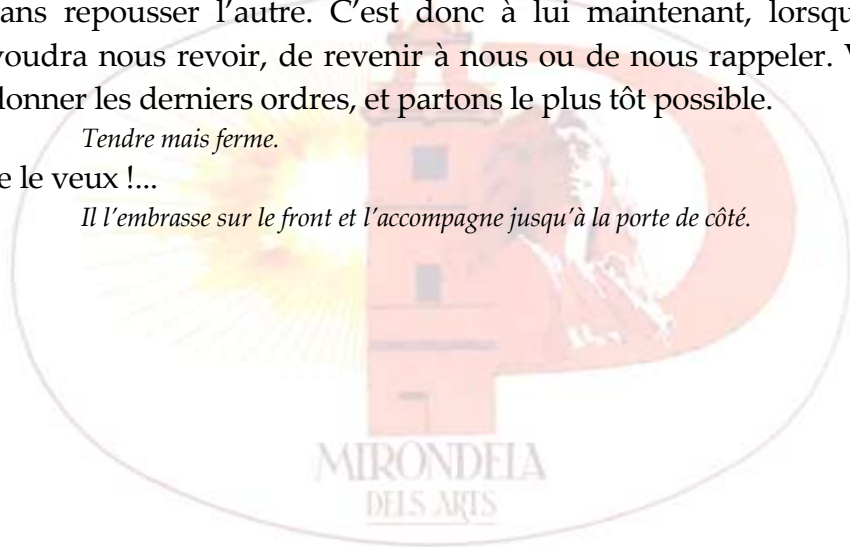 ans repousser l’autre. C’est donc à lui maintenant, lorsqu
voudra nous revoir, de revenir à nous ou de nous rappeler. V
donner les derniers ordres, et partons le plus tôt possible.
Tendre mais ferme.
e le veux !...
Il l’embrasse sur le front et l’accompagne jusqu’à la porte de côté.
MIRONDELA
DELS ARTS